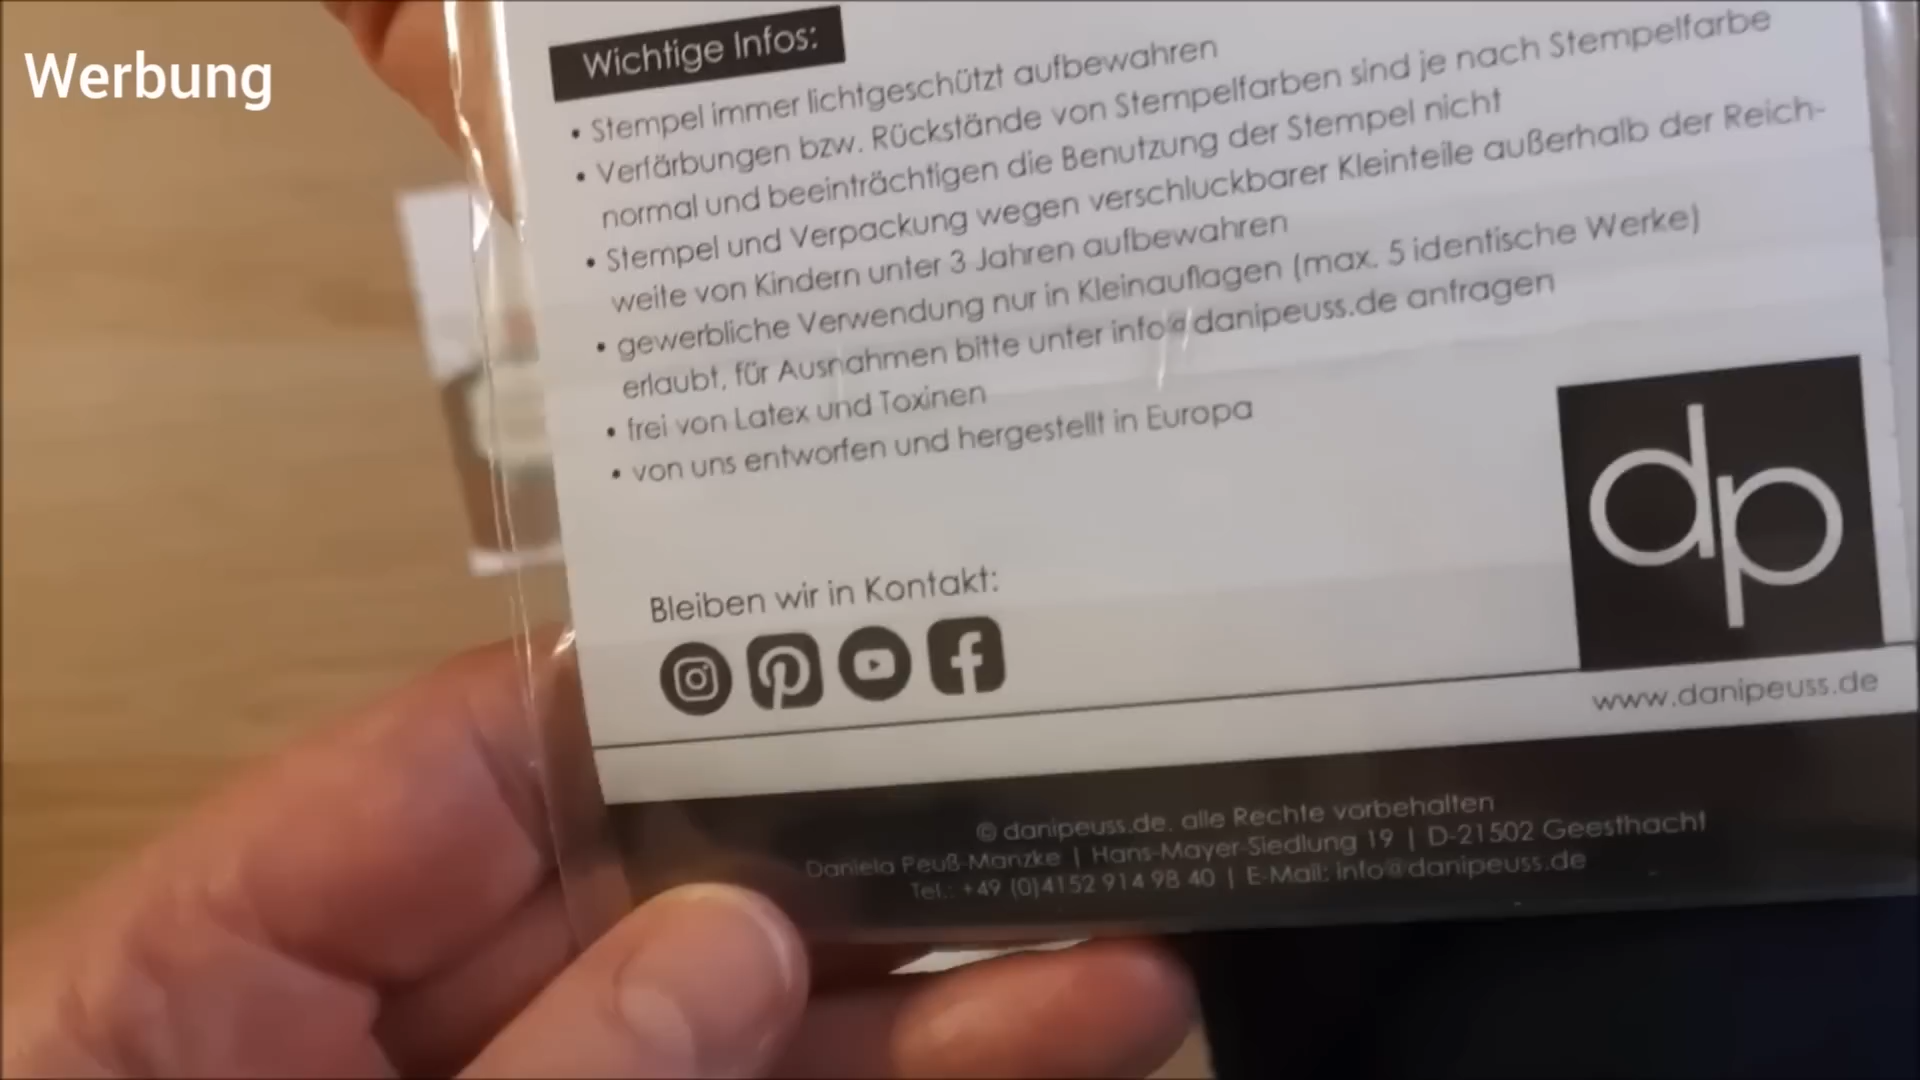 Werbung
Wichtige Infos:
• Stempel immer lichtgeschützt aufbewahren
• Verfärbungen bzw. Rückstände von Stempelfarben sind je nach Stempelfarbe
normal und beeinträchtigen die Benutzung der Stempel nicht
• Stempel und Verpackung wegen verschluckbarer Kleinteile außerhalb der Reich-
weite von Kindern unter 3 Jahren aufbewahren
• gewerbliche Verwendung nur in Kleinauflagen (max. 5 identische Werke)
erlaubt, für Ausnahmen bitte unter info@danipeuss.de anfragen
• frei von Latex und Toxinen
• von uns entworfen und hergestellt in Europa
dp
Bleiben wir in Kontakt:
www.danipeuss.de
© danipeuss.de. alle Rechte vorbehalten
Daniela Peuß-Manzke | Hans-Mayer-Siedlung 19 | D-21502 Geesthacht
Tel.: +49 (0)4152 914 98 40 | E-Mail: info@danipeuss.de